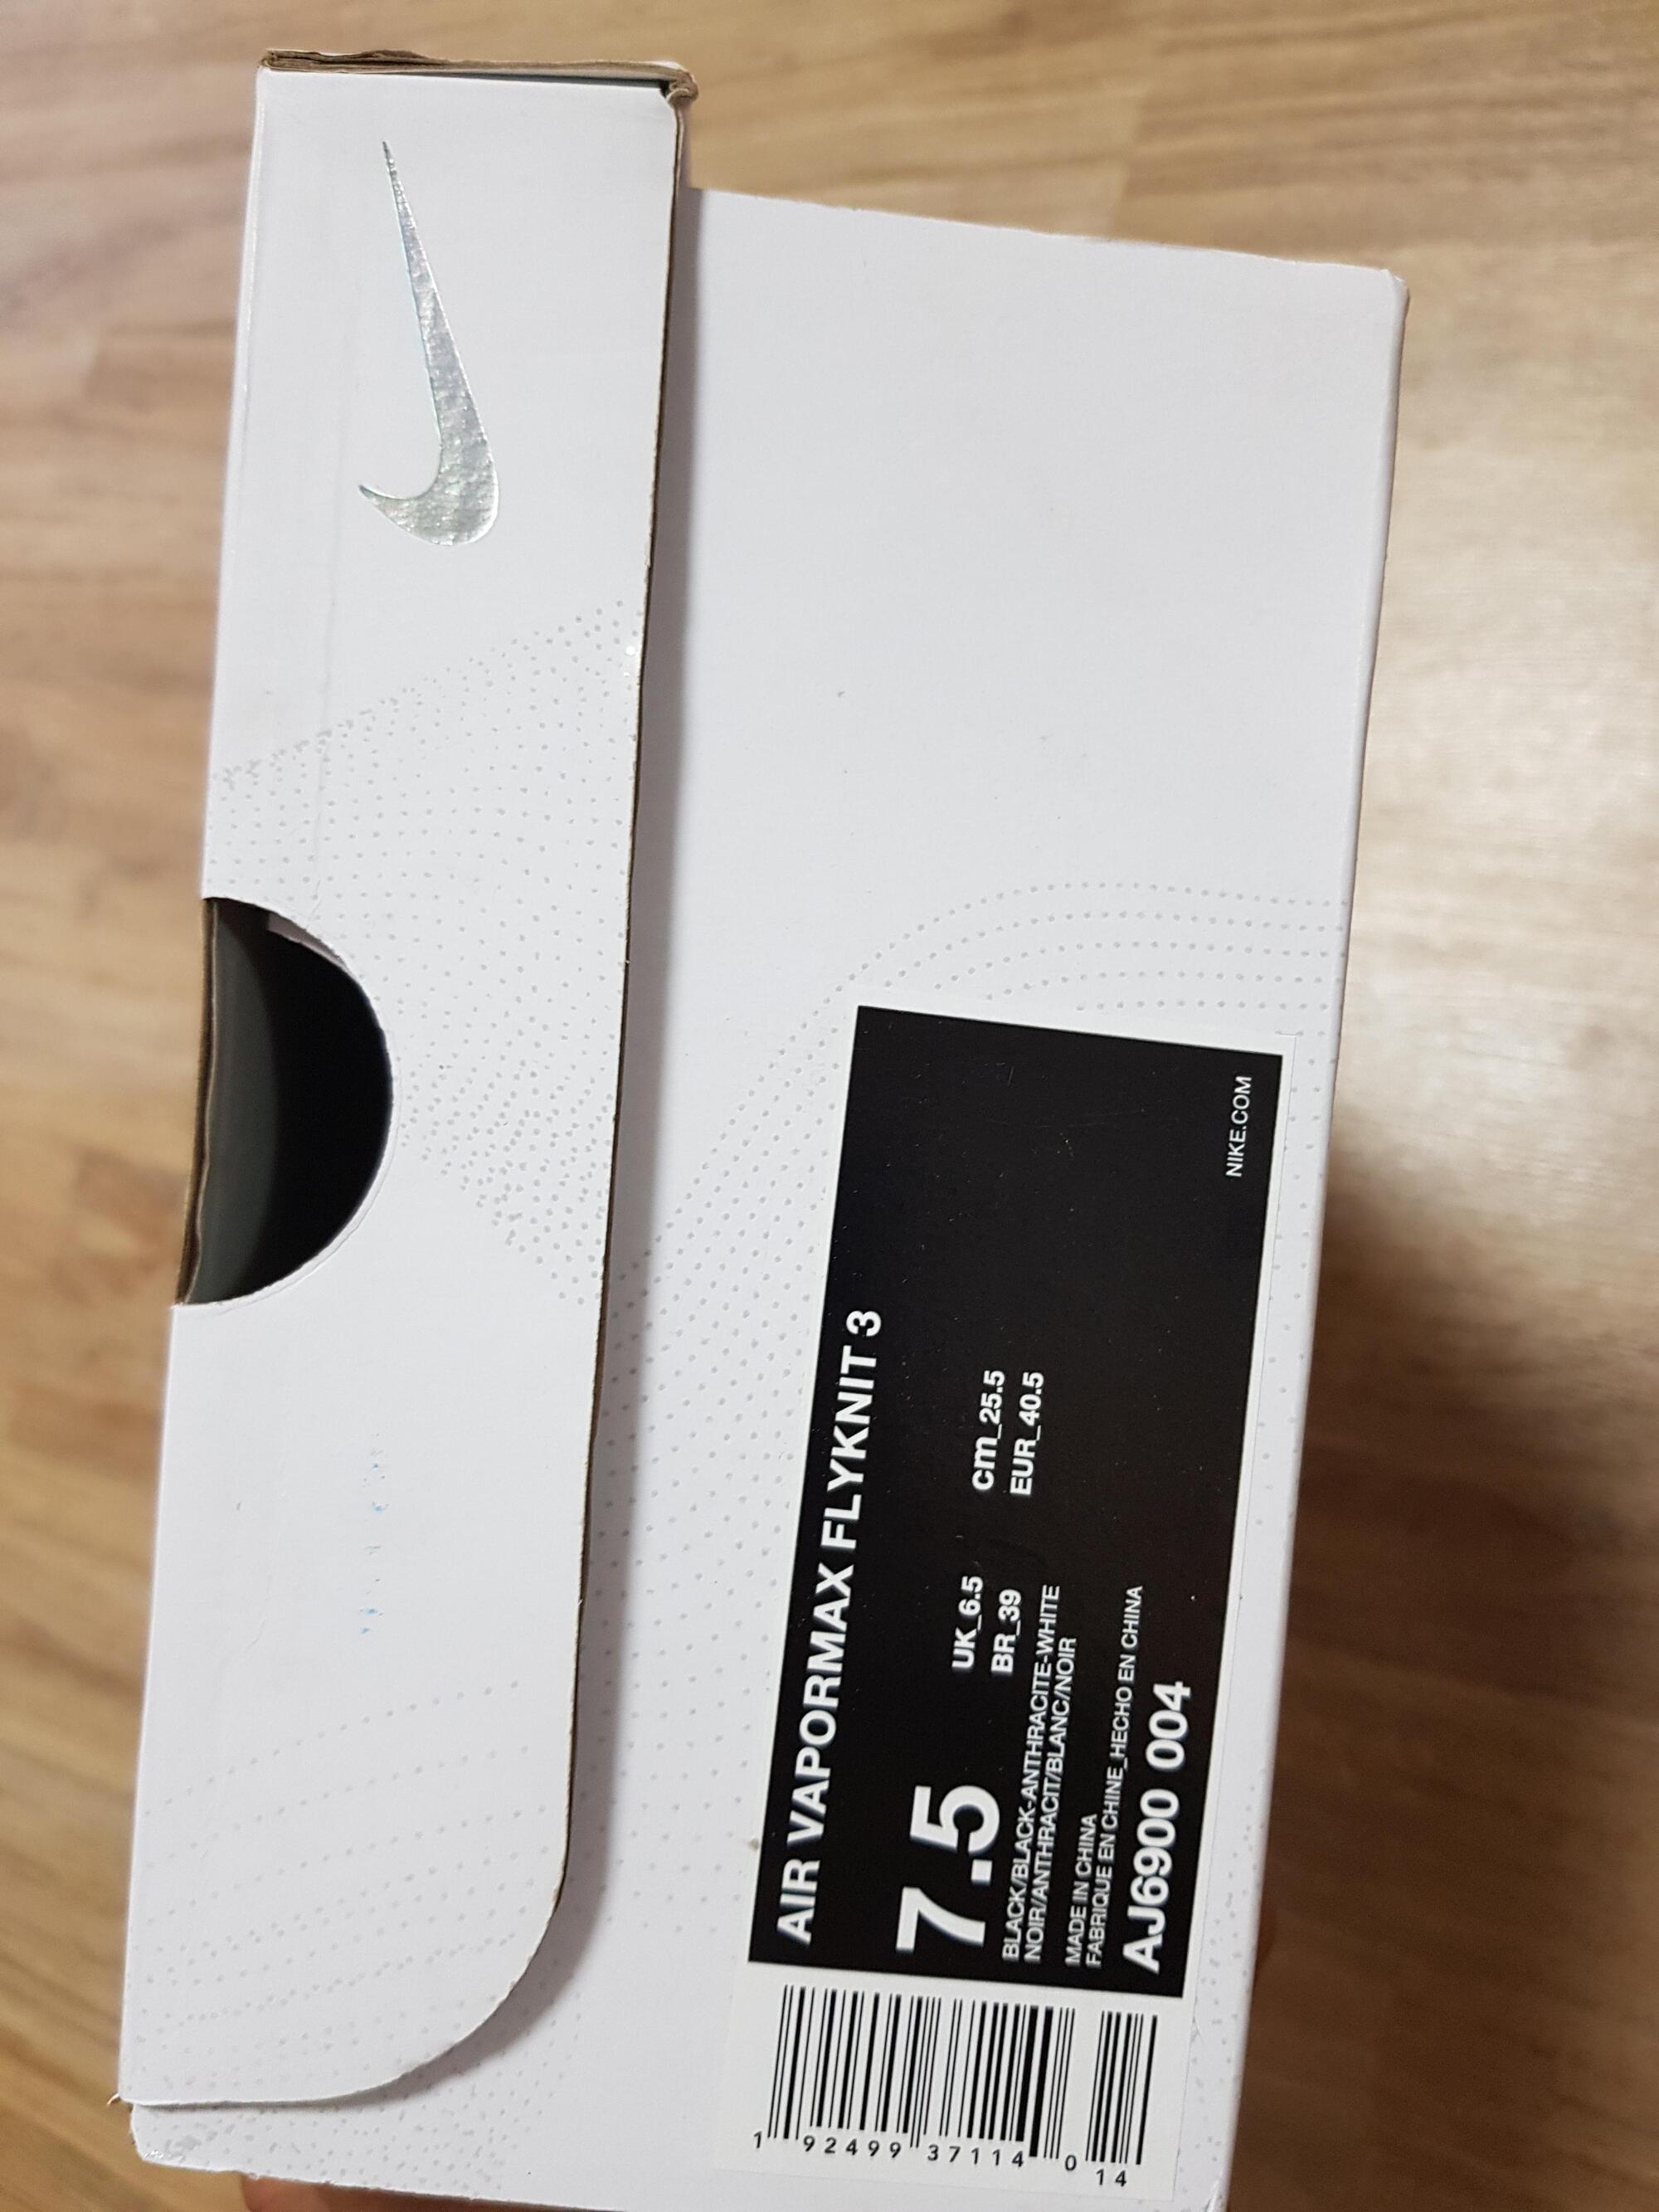 AIR VAPORMAX FLYKNIT 3
7.5
UK_6.5 cm_25.5
BR_39 EUR_40.5
BLACK/BLACK-ANTHRACITE-WHITE
NOIR/ANTHRACIT/BLANC/NOIR
MADE IN CHINA
FABRIQUE EN CHINE_HECHO EN CHINA
AJ6900 004
NIKE.COM
1 92499 37114 0
14